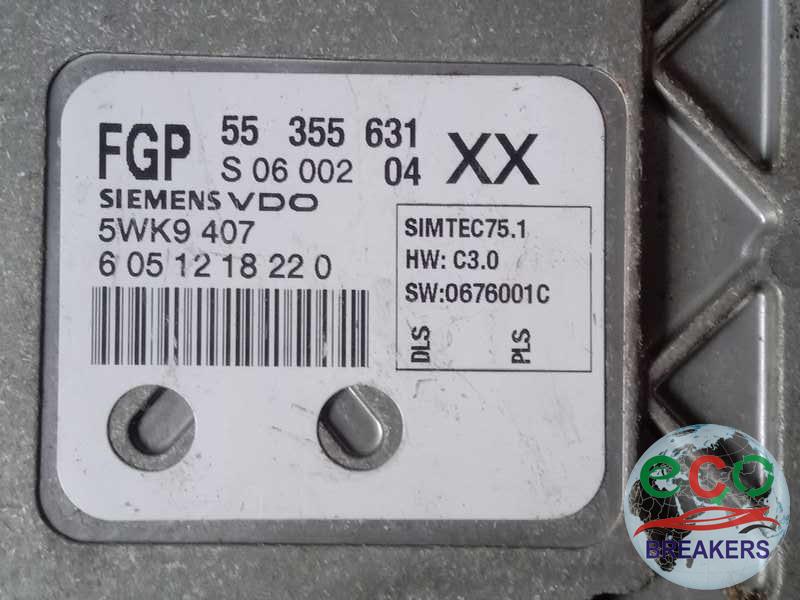 FGP 55 355 631 XX
S 06 002 04
SIEMENS VDO
5WK9 407
6 05 12 18 22 0
SIMTEC75.1
HW: C3.0
SW:0676001C
DLS PLS
eco
BREAKERS